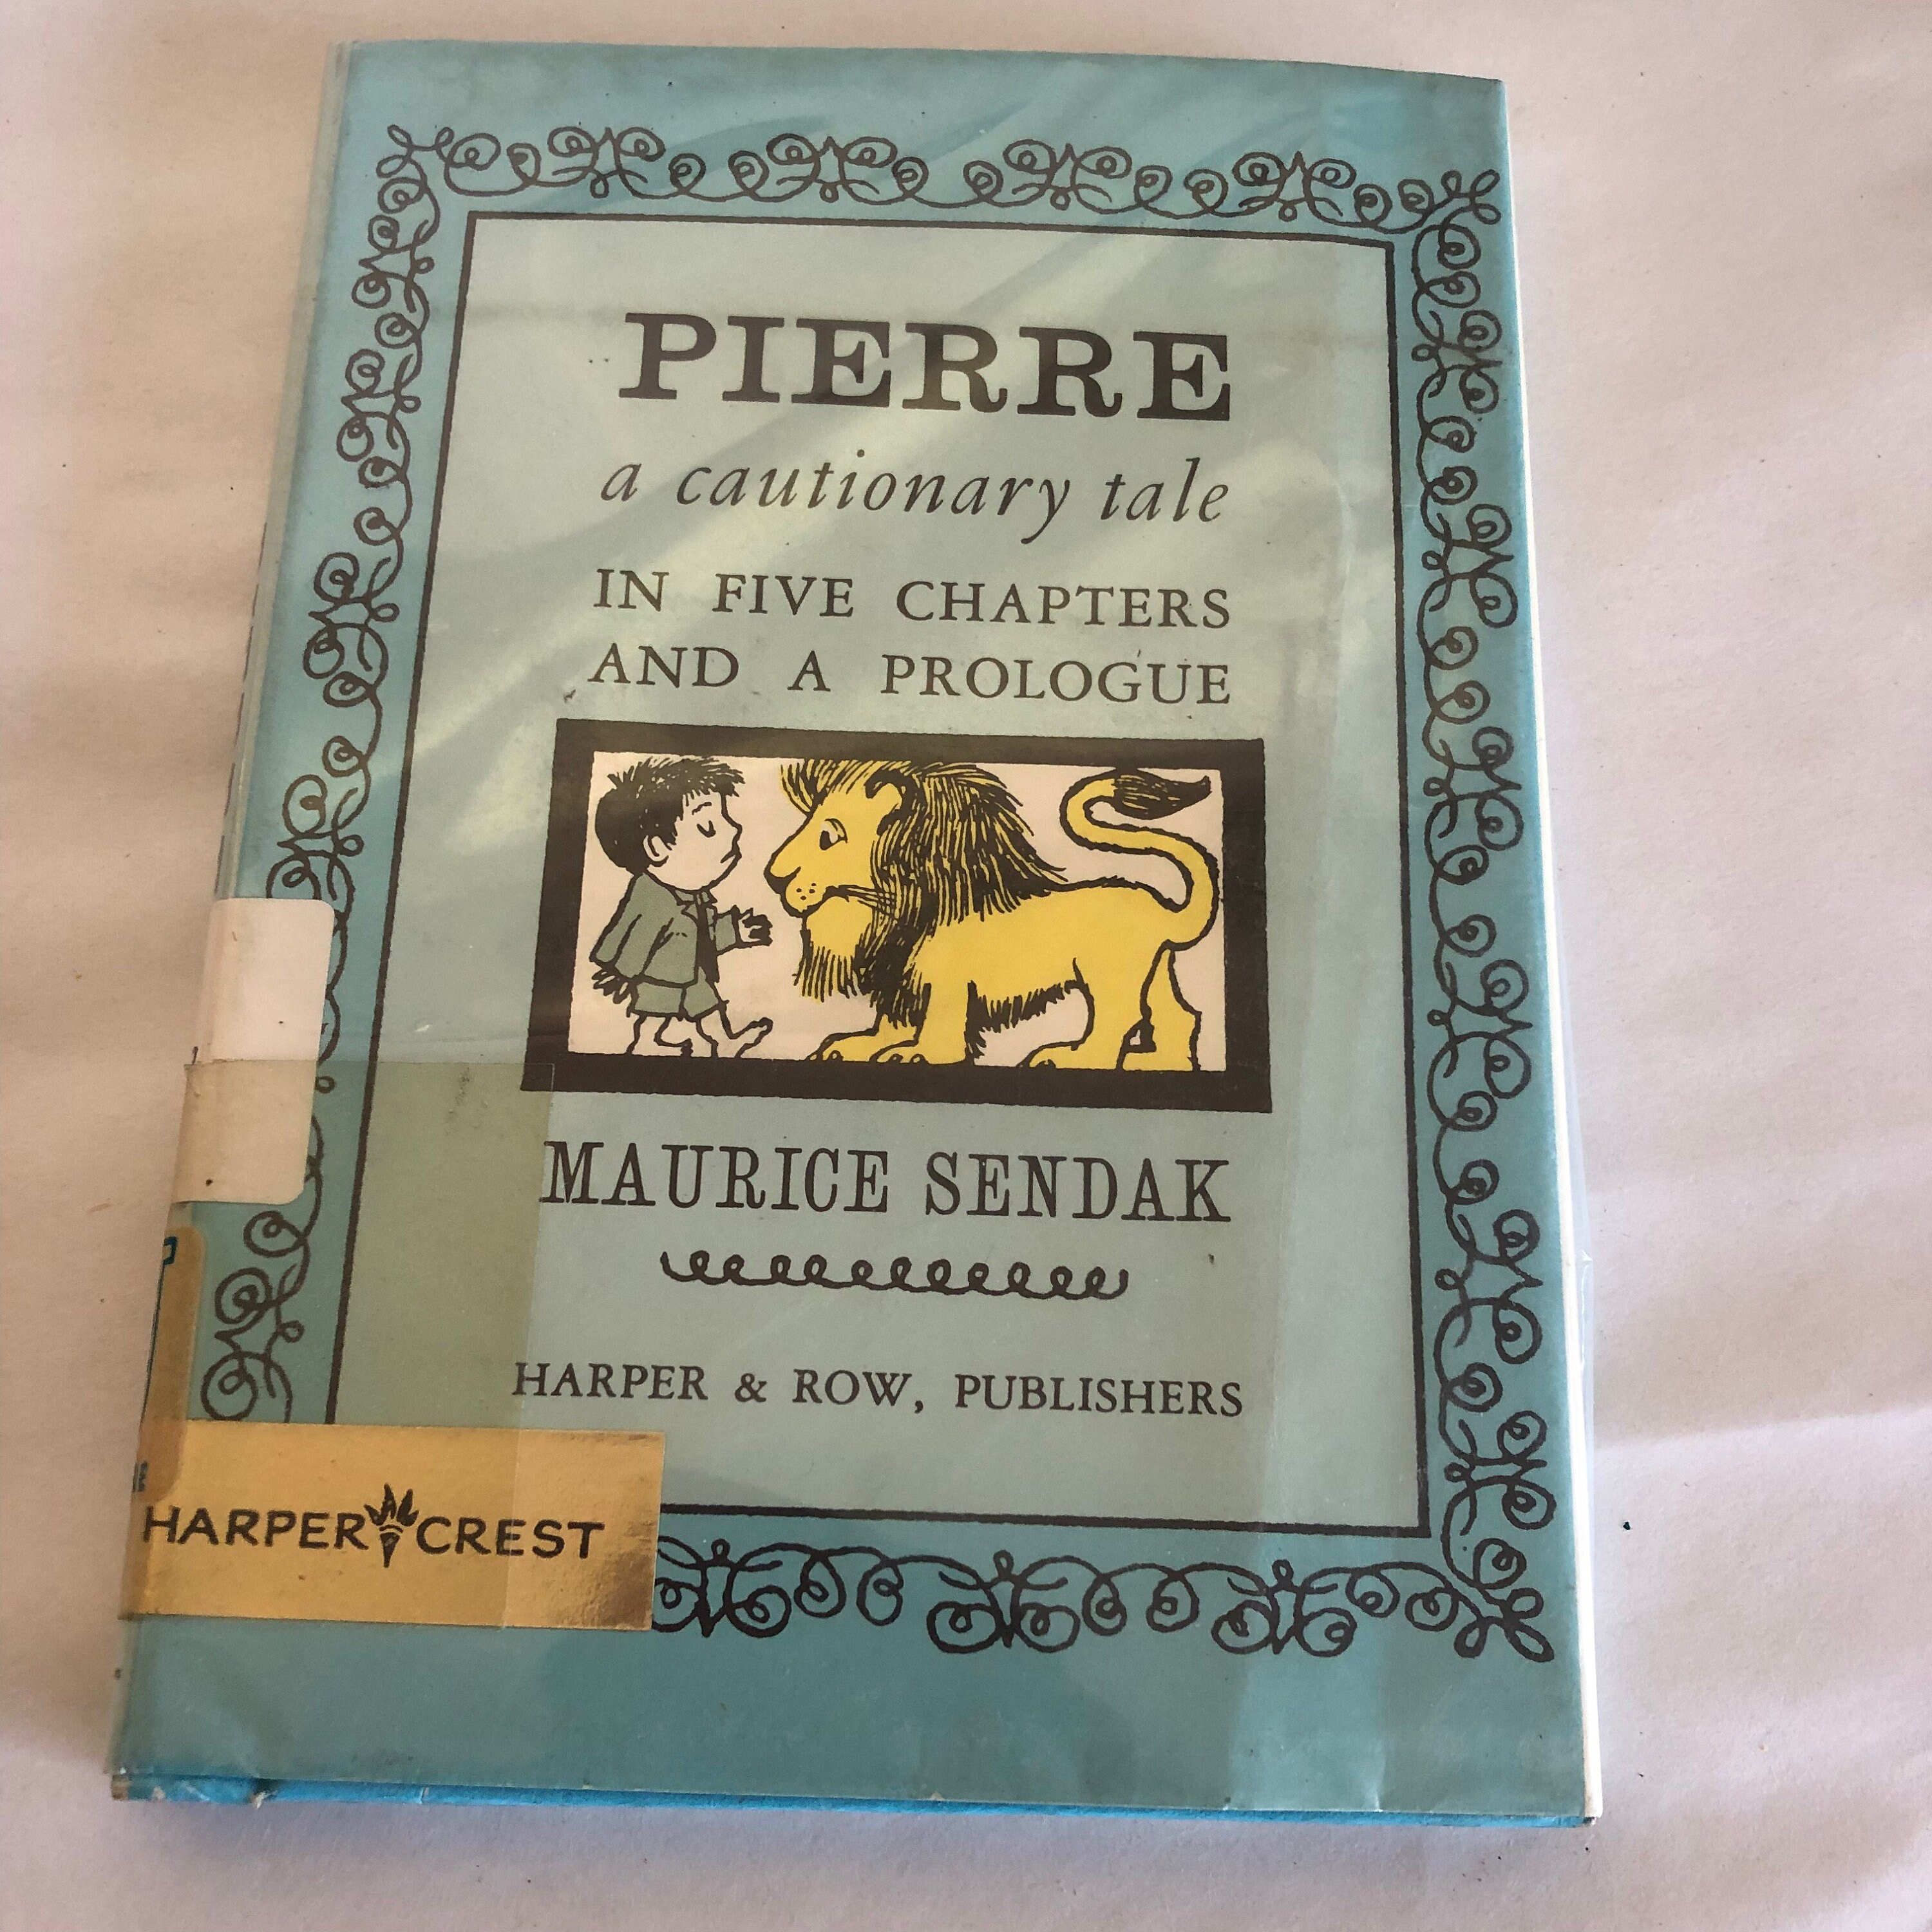 PIERRE
a cautionary tale
IN FIVE CHAPTERS
AND A PROLOGUE
MAURICE SENDAK
HARPER & ROW, PUBLISHERS
HARPER CREST